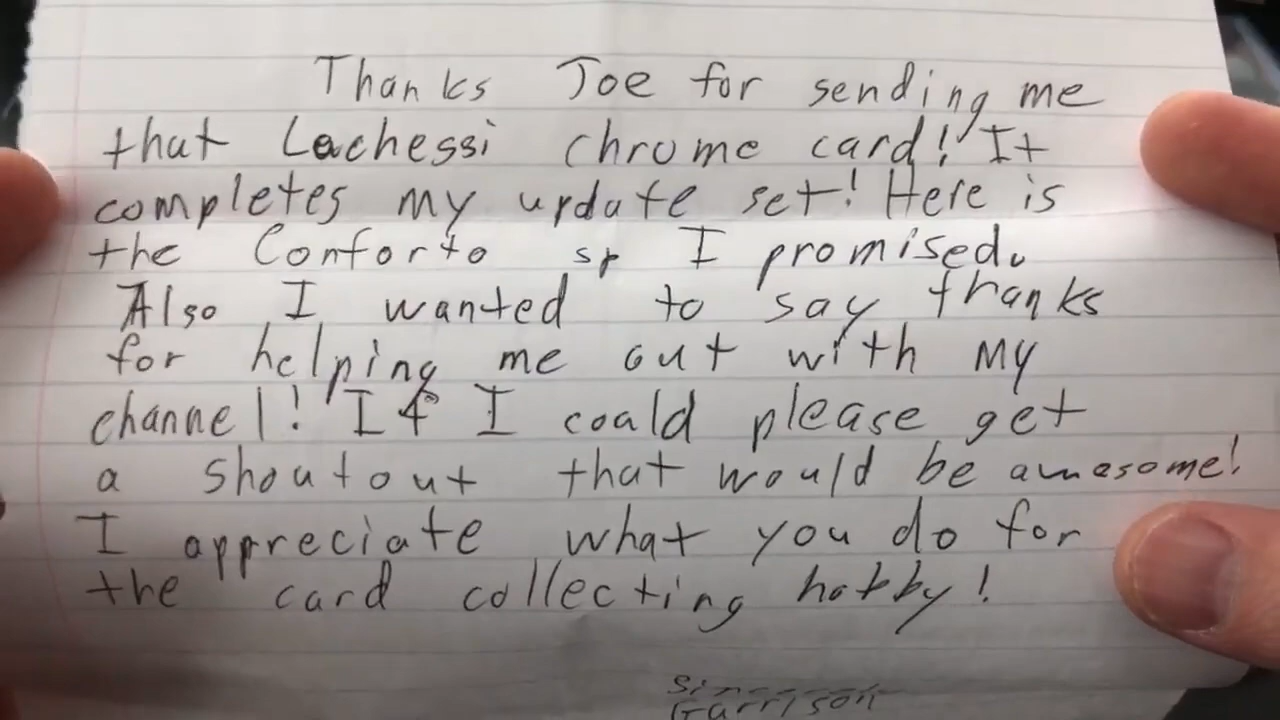 Thanks Joe for sending me
that Lachessi chrome card! It
completes my update set! Here is
the Conforto sp I promised.
Also I wanted to say thanks
for helping me out with my
channel! If I could please get
a shoutout that would be awesome!
I appreciate what you do for
the card collecting hobby!
Garrison